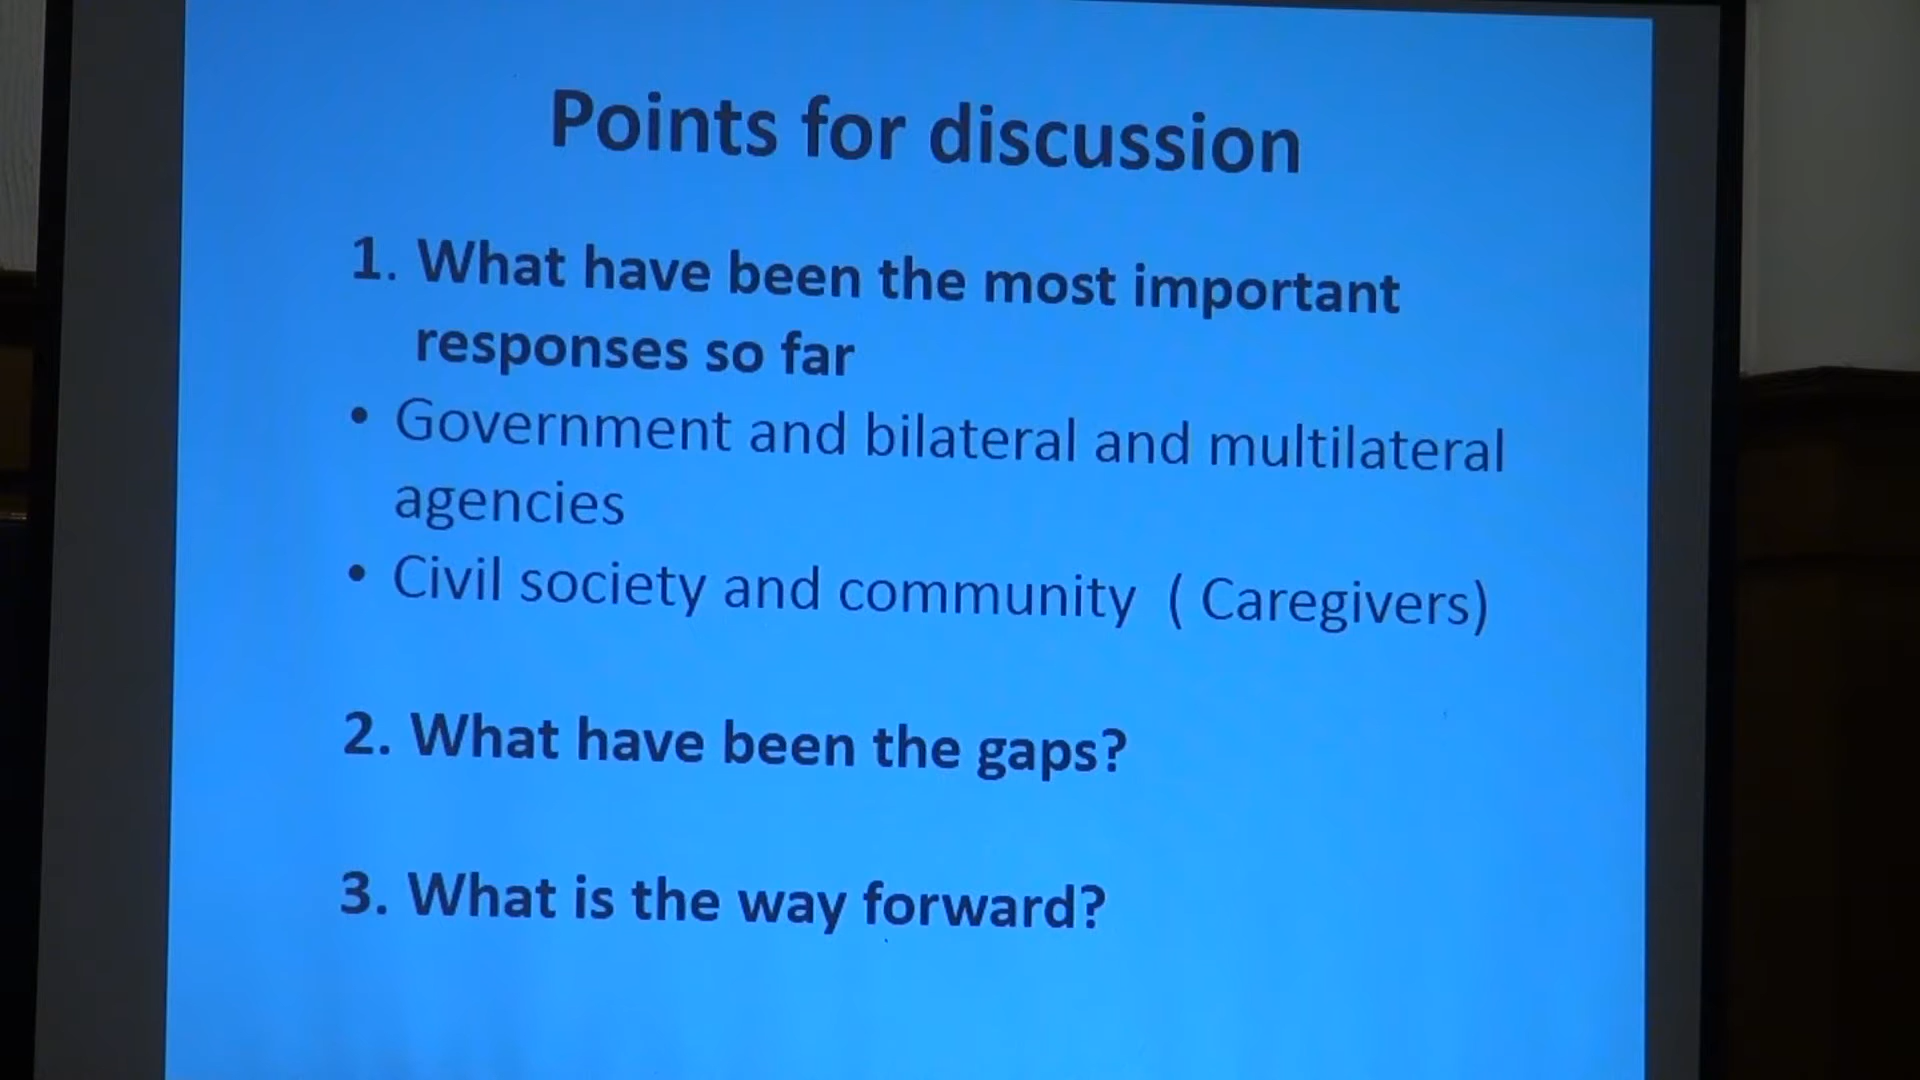 Points for discussion
1. What have been the most important
responses so far
• Government and bilateral and multilateral
agencies
• Civil society and community ( Caregivers)
2. What have been the gaps?
3. What is the way forward?